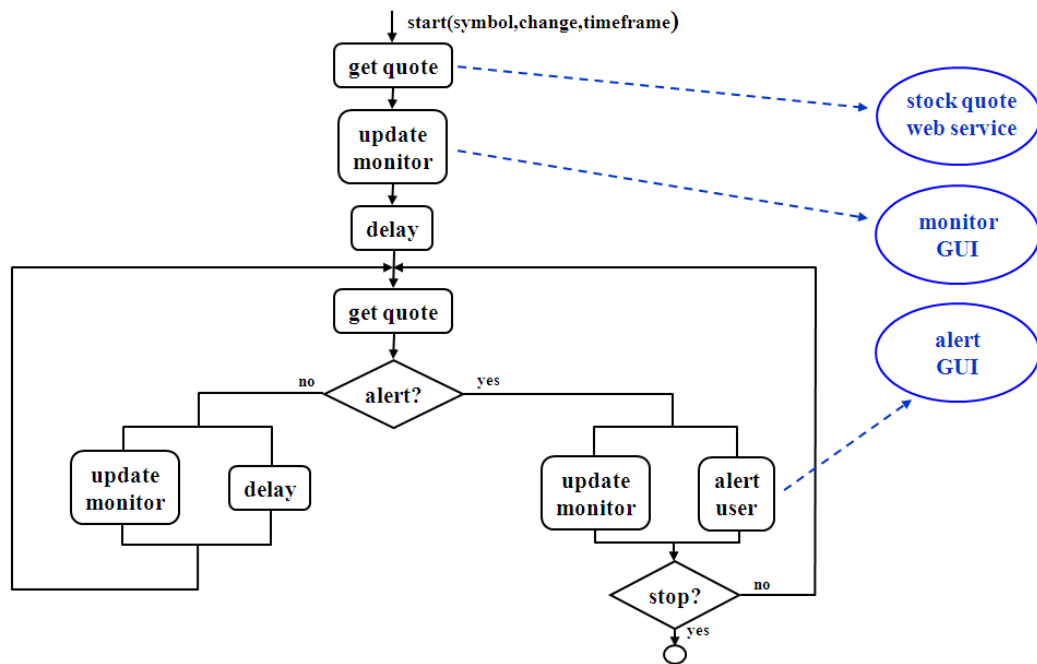 start(symbol,change,timeframe)
get quote
stock quote
web service
update
monitor
monitor
GUI
delay
get quote
alert
GUI
no
alert?
yes
update
monitor
delay
update
monitor
alert
user
stop?
no
yes